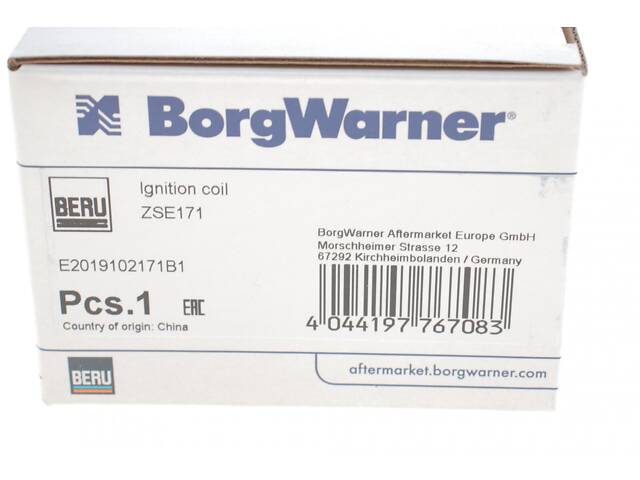 BorgWarner®
BERU
Ignition coil
ZSE171
BorgWarner Aftermarket Europe GmbH
Morschheimer Strasse 12
67292 Kirchheimbolanden / Germany
E2019102171B1
Pcs.1 EAC
Country of origin: China
4 044197 767083
BERU
aftermarket.borgwarner.com